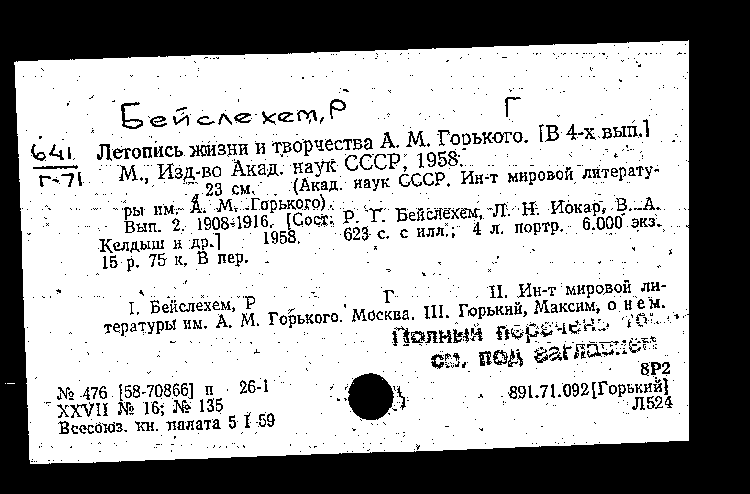 Бейслехем, Р Г
641 Летопись жизни и творчества А. М. Горького. [В 4-х вып.]
Г-71 М., Изд-во Акад. наук СССР, 1958.
23 см. (Акад. наук СССР. Ин-т мировой литерату-
ры им. А. М. Горького).
Вып. 2. 1908-1916. [Сост. Р. Г. Бейслехем, Л. Н. Иокар, В. А.
Келдыш и др.] 1958. 623 с. с илл.; 4 л. портр. 6.000 экз.
15 р. 75 к. В пер.
I. Бейслехем, Р Г II. Ин-т мировой ли-
тературы им. А. М. Горького. Москва. III. Горький, Максим, о нем.
Полный перечень
см. под заглавием
8Р2
№ 476 [58-70866] п 26-1 891.71.092[Горький]
XXVII № 16; № 135 Л524
Всесоюз. кн. палата 5 I 59